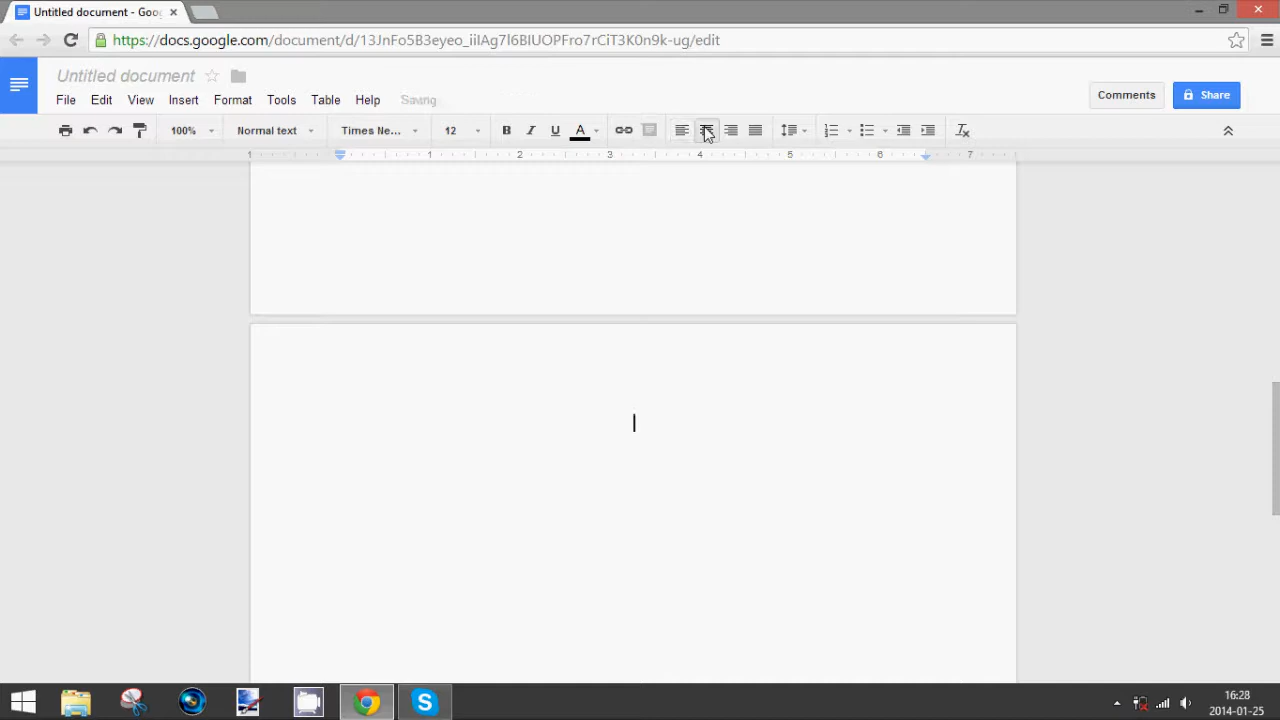 Untitled document - Goo
https://docs.google.com/document/d/13JnFo5B3eyeo_iilAg7l6BIUOPFro7rCiT3K0n9k-ug/edit
Untitled document
File Edit View Insert Format Tools Table Help Saving
Comments Share
100% Normal text Times Ne... 12 B I U A
1 1 2 3 4 5 6 7
S
16:28
2014-01-25